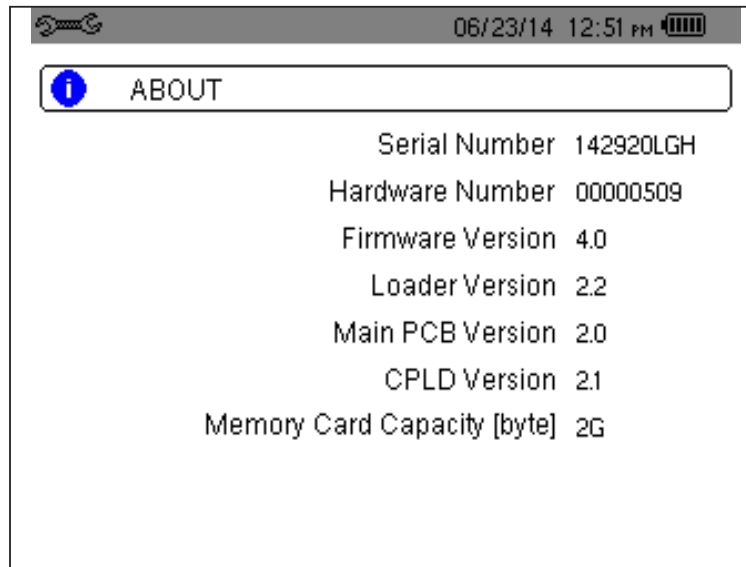 06/23/14 12:51 PM
i ABOUT
Serial Number 142920LGH
Hardware Number 00000509
Firmware Version 4.0
Loader Version 2.2
Main PCB Version 2.0
CPLD Version 2.1
Memory Card Capacity [byte] 2G